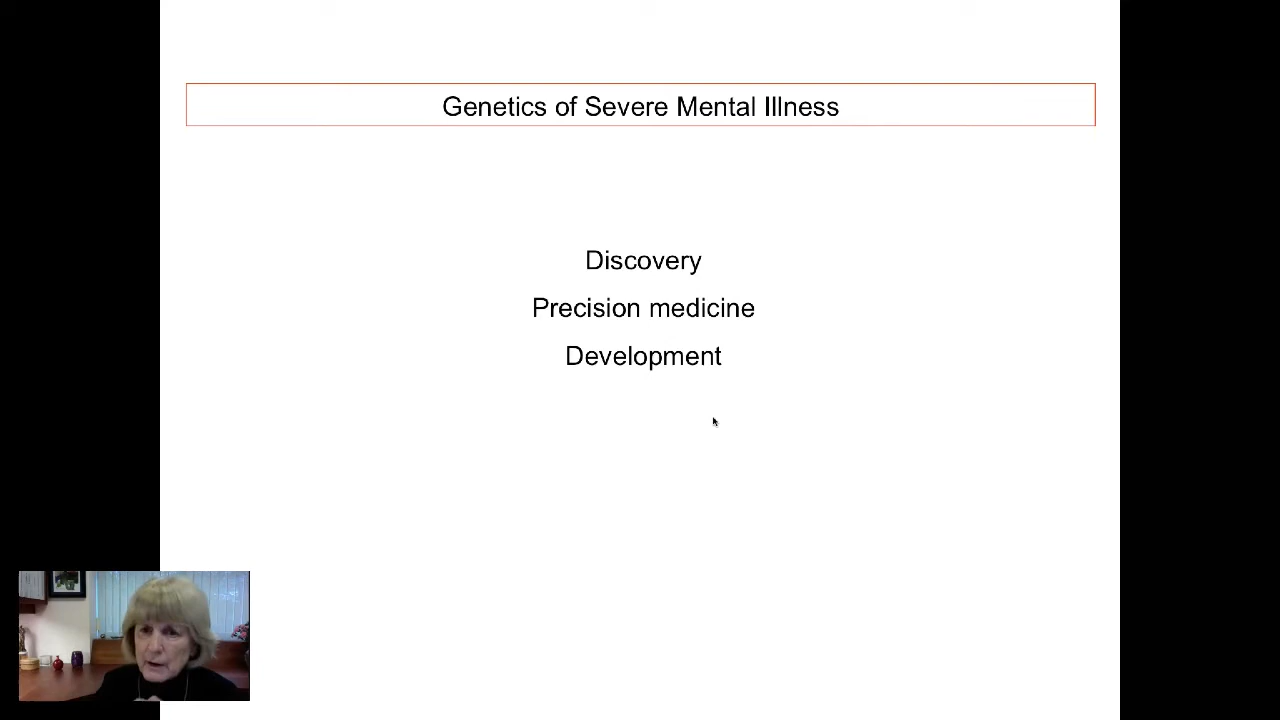 Genetics of Severe Mental Illness
Discovery
Precision medicine
Development